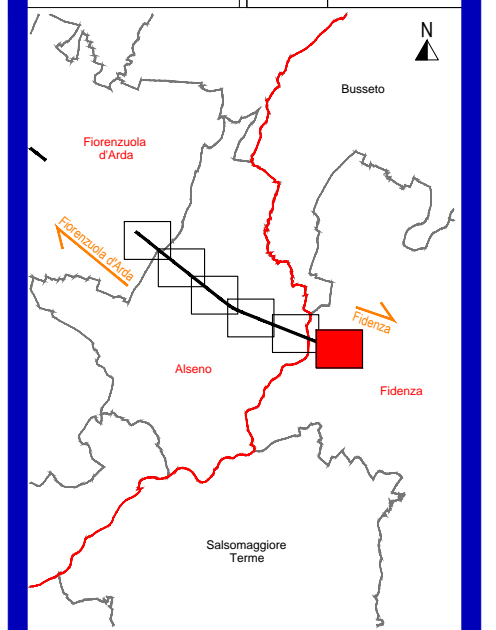 N
Busseto
Fiorenzuola
d'Arda
Fiorenzuola d'Arda
Fidenza
Alseno
Fidenza
Salsomaggiore
Terme